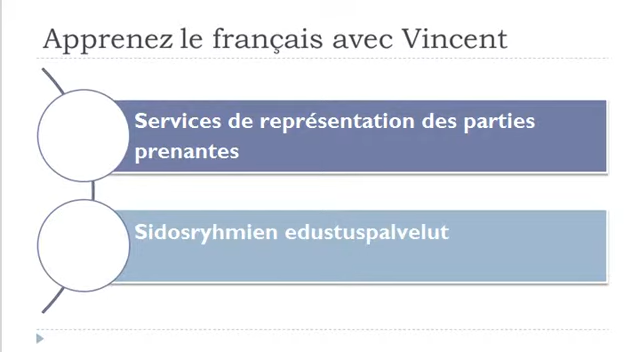 Apprenez le français avec Vincent
Services de représentation des parties
prenantes
Sidosryhmien edustuspalvelut